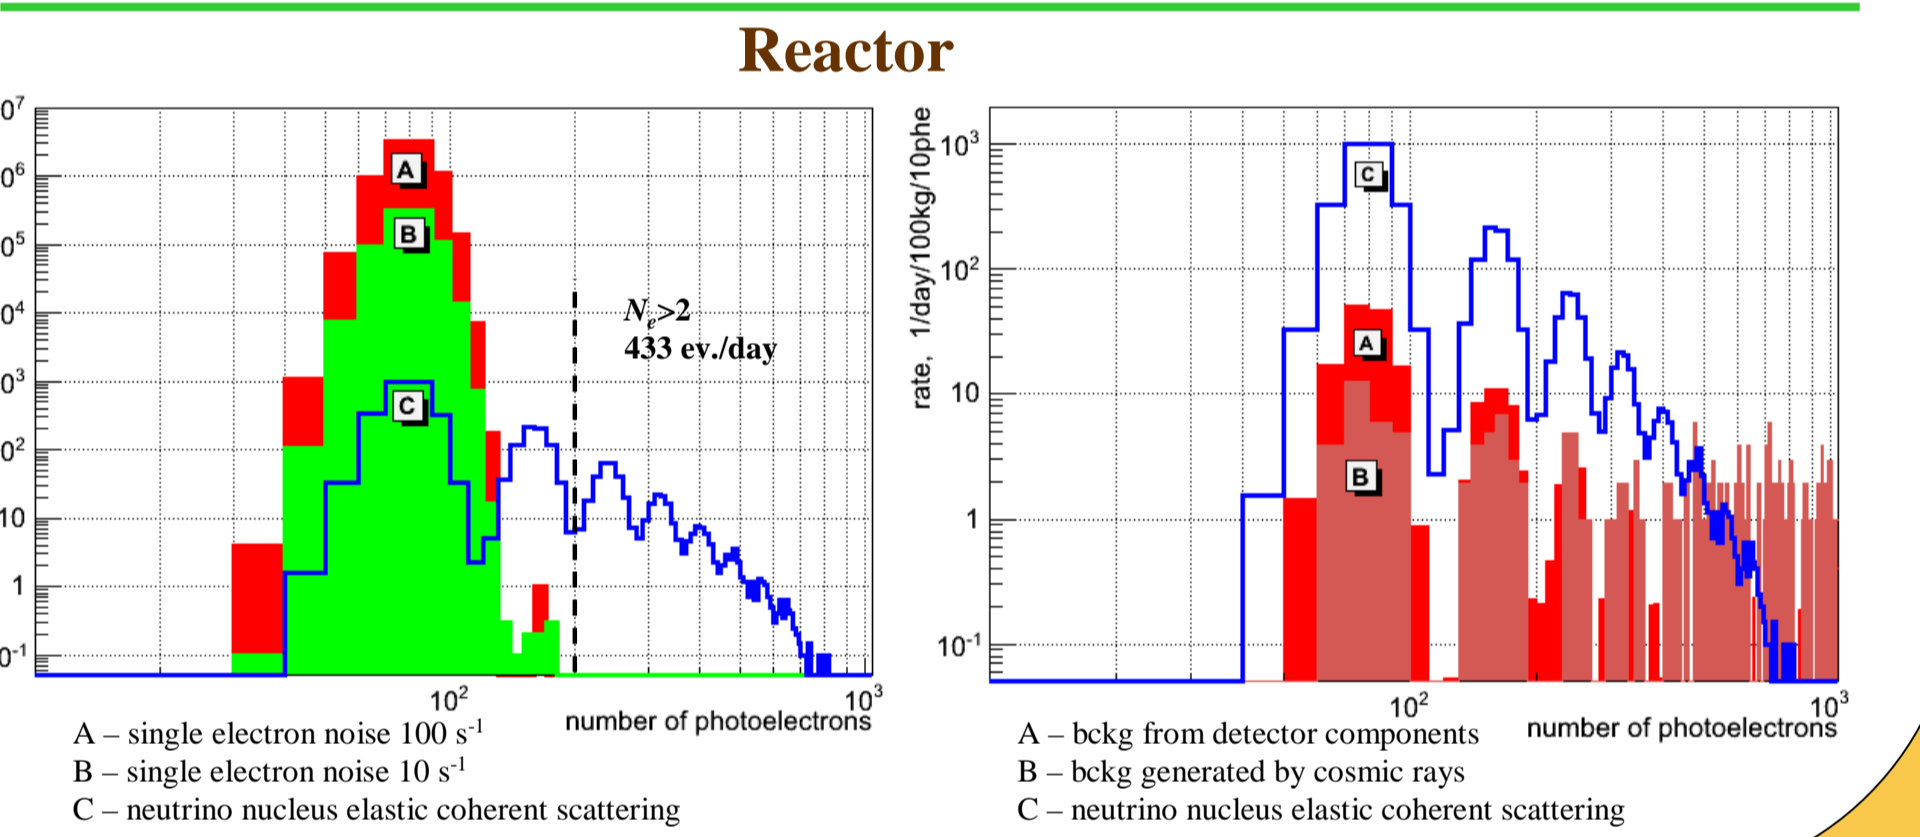 Reactor
0⁷
0⁶
0⁵
0⁴
0³
0²
10
1
0⁻¹
A
B
C
Nₑ>2
433 ev./day
10²
10³
number of photoelectrons
A – single electron noise 100 s⁻¹
B – single electron noise 10 s⁻¹
C – neutrino nucleus elastic coherent scattering
rate, 1/day/100kg/10phe
10³
10²
10
1
10⁻¹
C
A
B
10²
10³
number of photoelectrons
A – bckg from detector components
B – bckg generated by cosmic rays
C – neutrino nucleus elastic coherent scattering